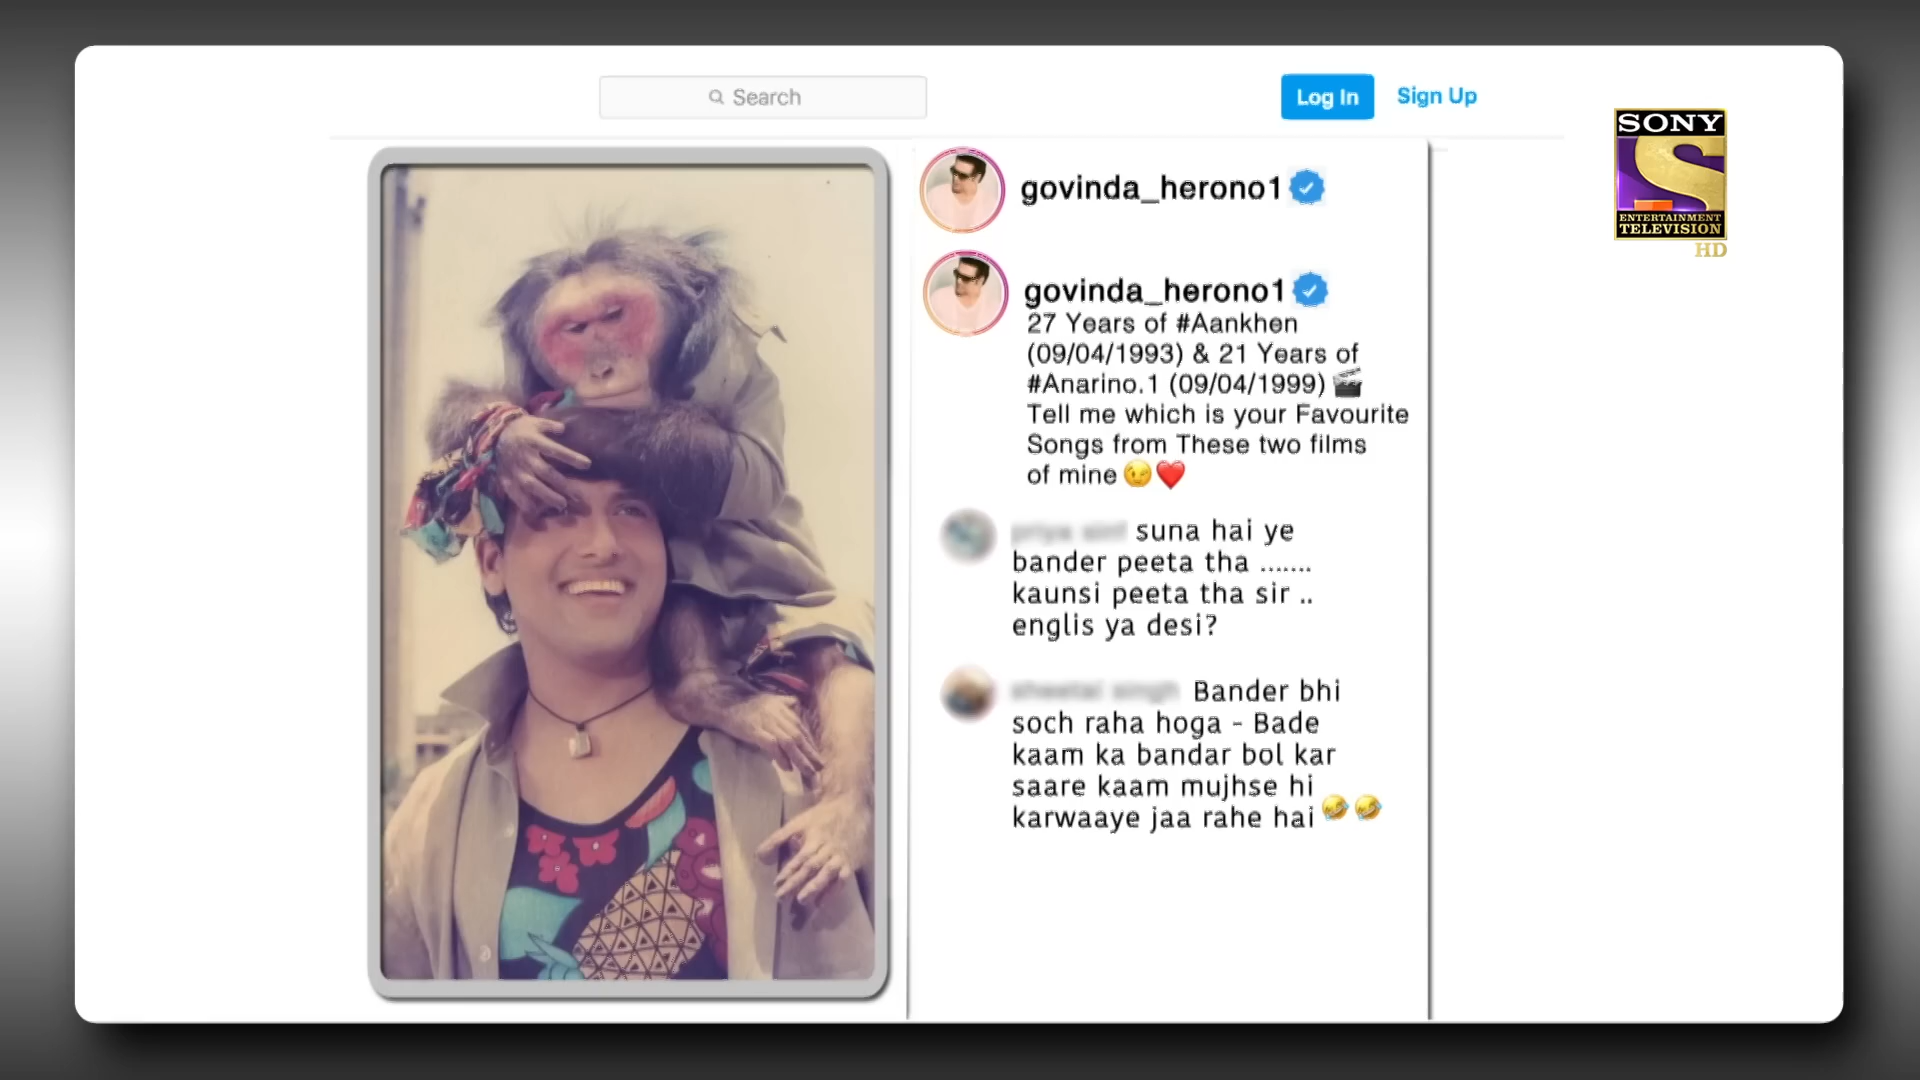 Search
Log In
Sign Up
SONY
ENTERTAINMENT
TELEVISION
HD
govinda_herono1
govinda_herono1
27 Years of #Aankhen
(09/04/1993) & 21 Years of
#Anarino.1 (09/04/1999) 🎬
Tell me which is your Favourite
Songs from These two films
of mine 😉❤️
suna hai ye
bander peeta tha .......
kaunsi peeta tha sir ..
englis ya desi?
Bander bhi
soch raha hoga - Bade
kaam ka bandar bol kar
saare kaam mujhse hi
karwaaye jaa rahe hai 🤣🤣